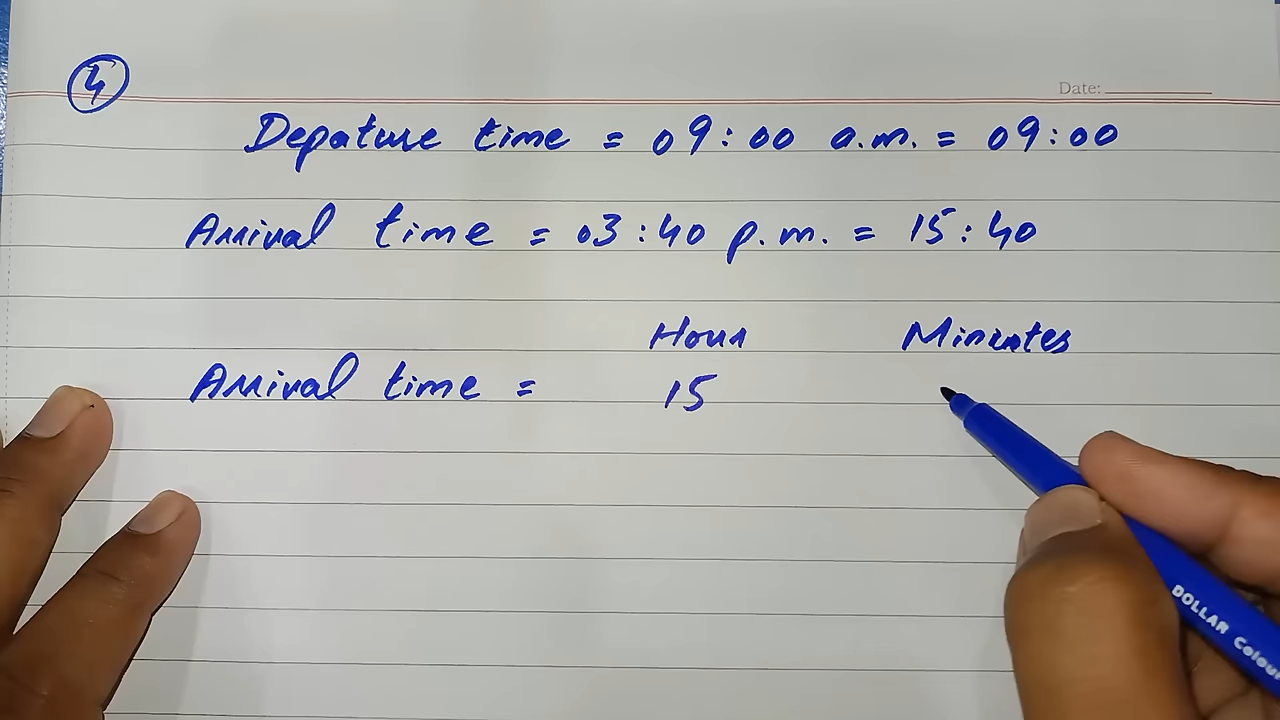 4
Date:
Depature time = 09:00 a.m. = 09:00
Arrival time = 03:40 p.m. = 15:40
Hour Minutes
Arrival time = 15
DOLLAR Colour